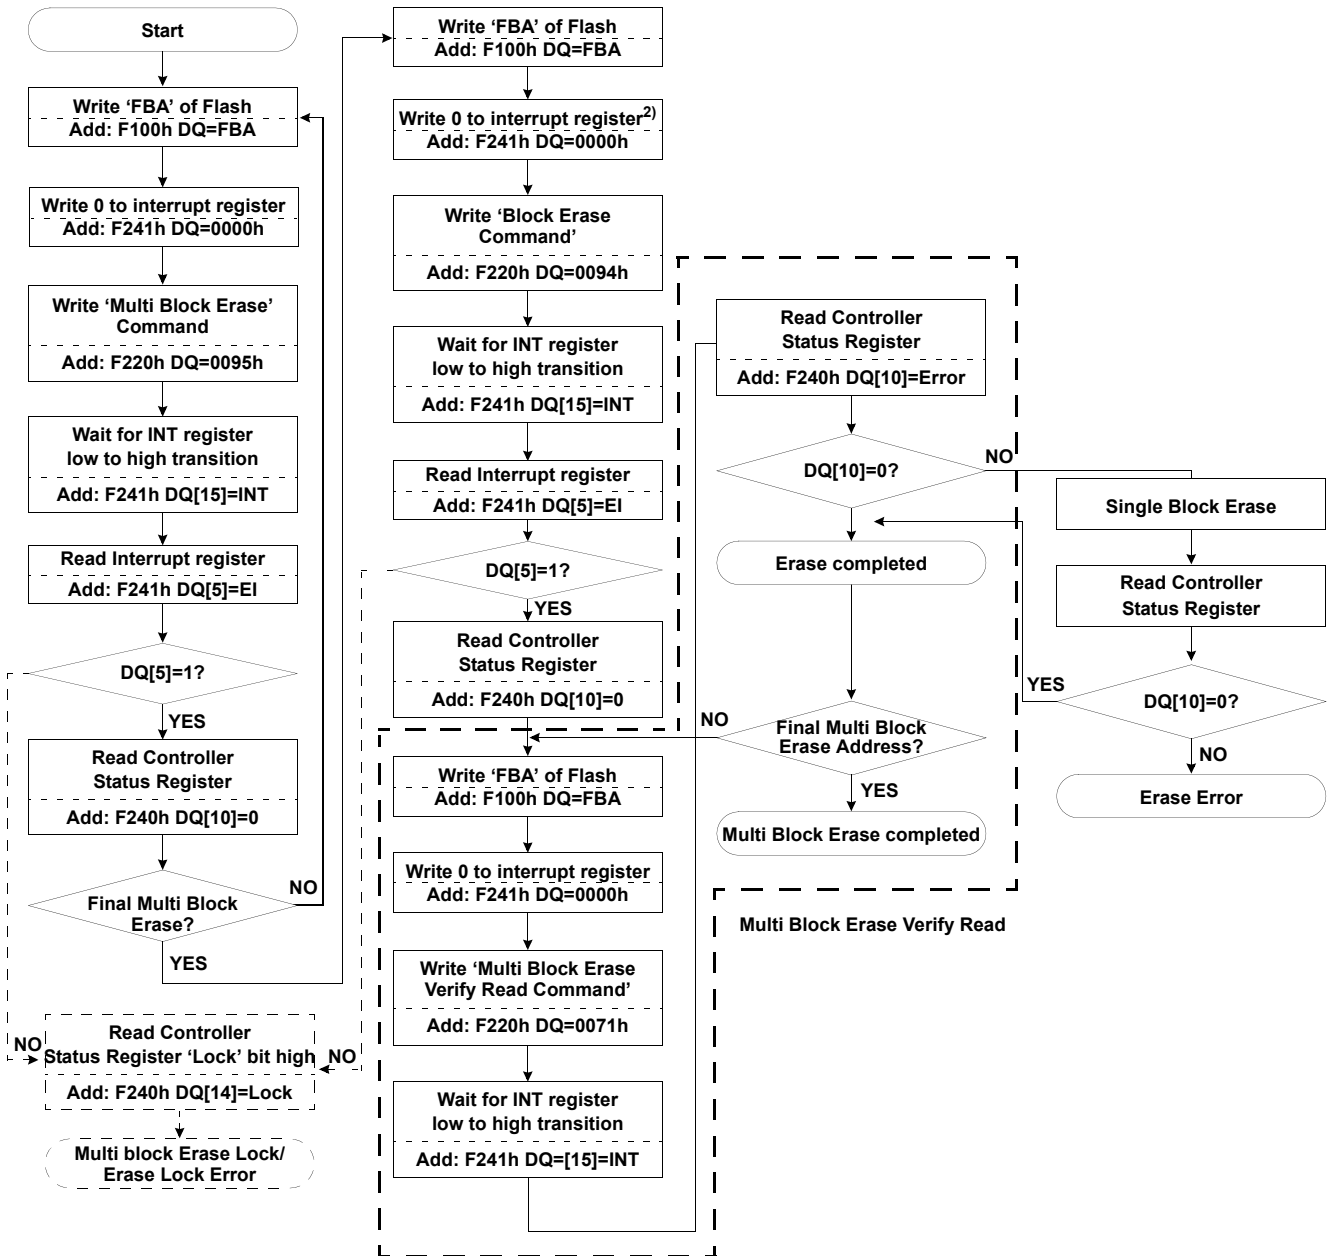 Start
Write ‘FBA’ of Flash
Add: F100h DQ=FBA
Write 0 to interrupt register
Add: F241h DQ=0000h
Write ‘Multi Block Erase’
Command
Add: F220h DQ=0095h
Wait for INT register
low to high transition
Add: F241h DQ[15]=INT
Read Interrupt register
Add: F241h DQ[5]=EI
DQ[5]=1?
YES
Read Controller
Status Register
Add: F240h DQ[10]=0
NO
Final Multi Block
Erase?
YES
Read Controller
NO
Status Register ‘Lock’ bit high
NO
Add: F240h DQ[14]=Lock
Multi block Erase Lock/
Erase Lock Error
Write ‘FBA’ of Flash
Add: F100h DQ=FBA
Write 0 to interrupt register2)
Add: F241h DQ=0000h
Write ‘Block Erase
Command’
Add: F220h DQ=0094h
Wait for INT register
low to high transition
Add: F241h DQ[15]=INT
Read Interrupt register
Add: F241h DQ[5]=EI
DQ[5]=1?
YES
Read Controller
Status Register
Add: F240h DQ[10]=0
Write ‘FBA’ of Flash
Add: F100h DQ=FBA
Write 0 to interrupt register
Add: F241h DQ=0000h
Write ‘Multi Block Erase
Verify Read Command’
Add: F220h DQ=0071h
Wait for INT register
low to high transition
Add: F241h DQ=[15]=INT
Read Controller
Status Register
Add: F240h DQ[10]=Error
DQ[10]=0?
NO
Erase completed
NO
Final Multi Block
Erase Address?
YES
Multi Block Erase completed
Multi Block Erase Verify Read
Single Block Erase
Read Controller
Status Register
YES
DQ[10]=0?
NO
Erase Error